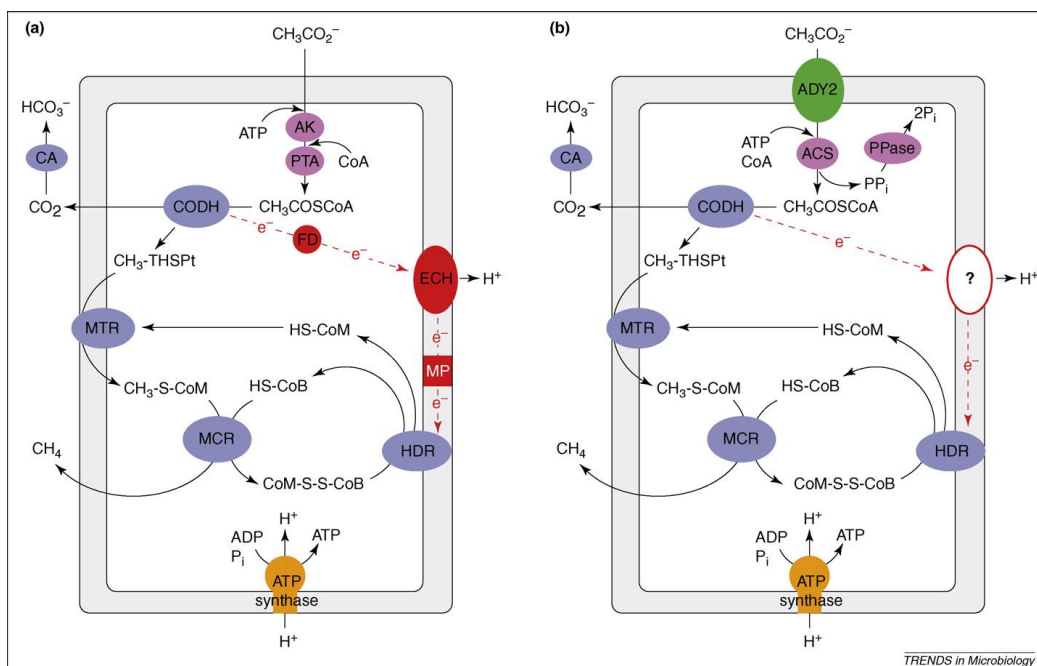 (a)
CH₃CO₂⁻
HCO₃⁻
ATP
AK
CA
PTA
CoA
CO₂
CODH
CH₃COSCoA
e⁻
FD
e⁻
CH₃-THSPt
ECH
H⁺
MTR
HS-CoM
e⁻
MP
CH₃-S-CoM
HS-CoB
e⁻
MCR
HDR
CH₄
CoM-S-S-CoB
H⁺
ADP
ATP
Pᵢ
ATP
synthase
H⁺
(b)
CH₃CO₂⁻
ADY2
HCO₃⁻
2Pᵢ
ATP
CoA
ACS
PPase
CA
PPᵢ
CO₂
CODH
CH₃COSCoA
e⁻
CH₃-THSPt
?
H⁺
MTR
HS-CoM
e⁻
CH₃-S-CoM
HS-CoB
MCR
HDR
CH₄
CoM-S-S-CoB
H⁺
ADP
ATP
Pᵢ
ATP
synthase
H⁺
TRENDS in Microbiology